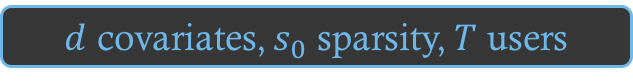 d covariates, s₀ sparsity, T users